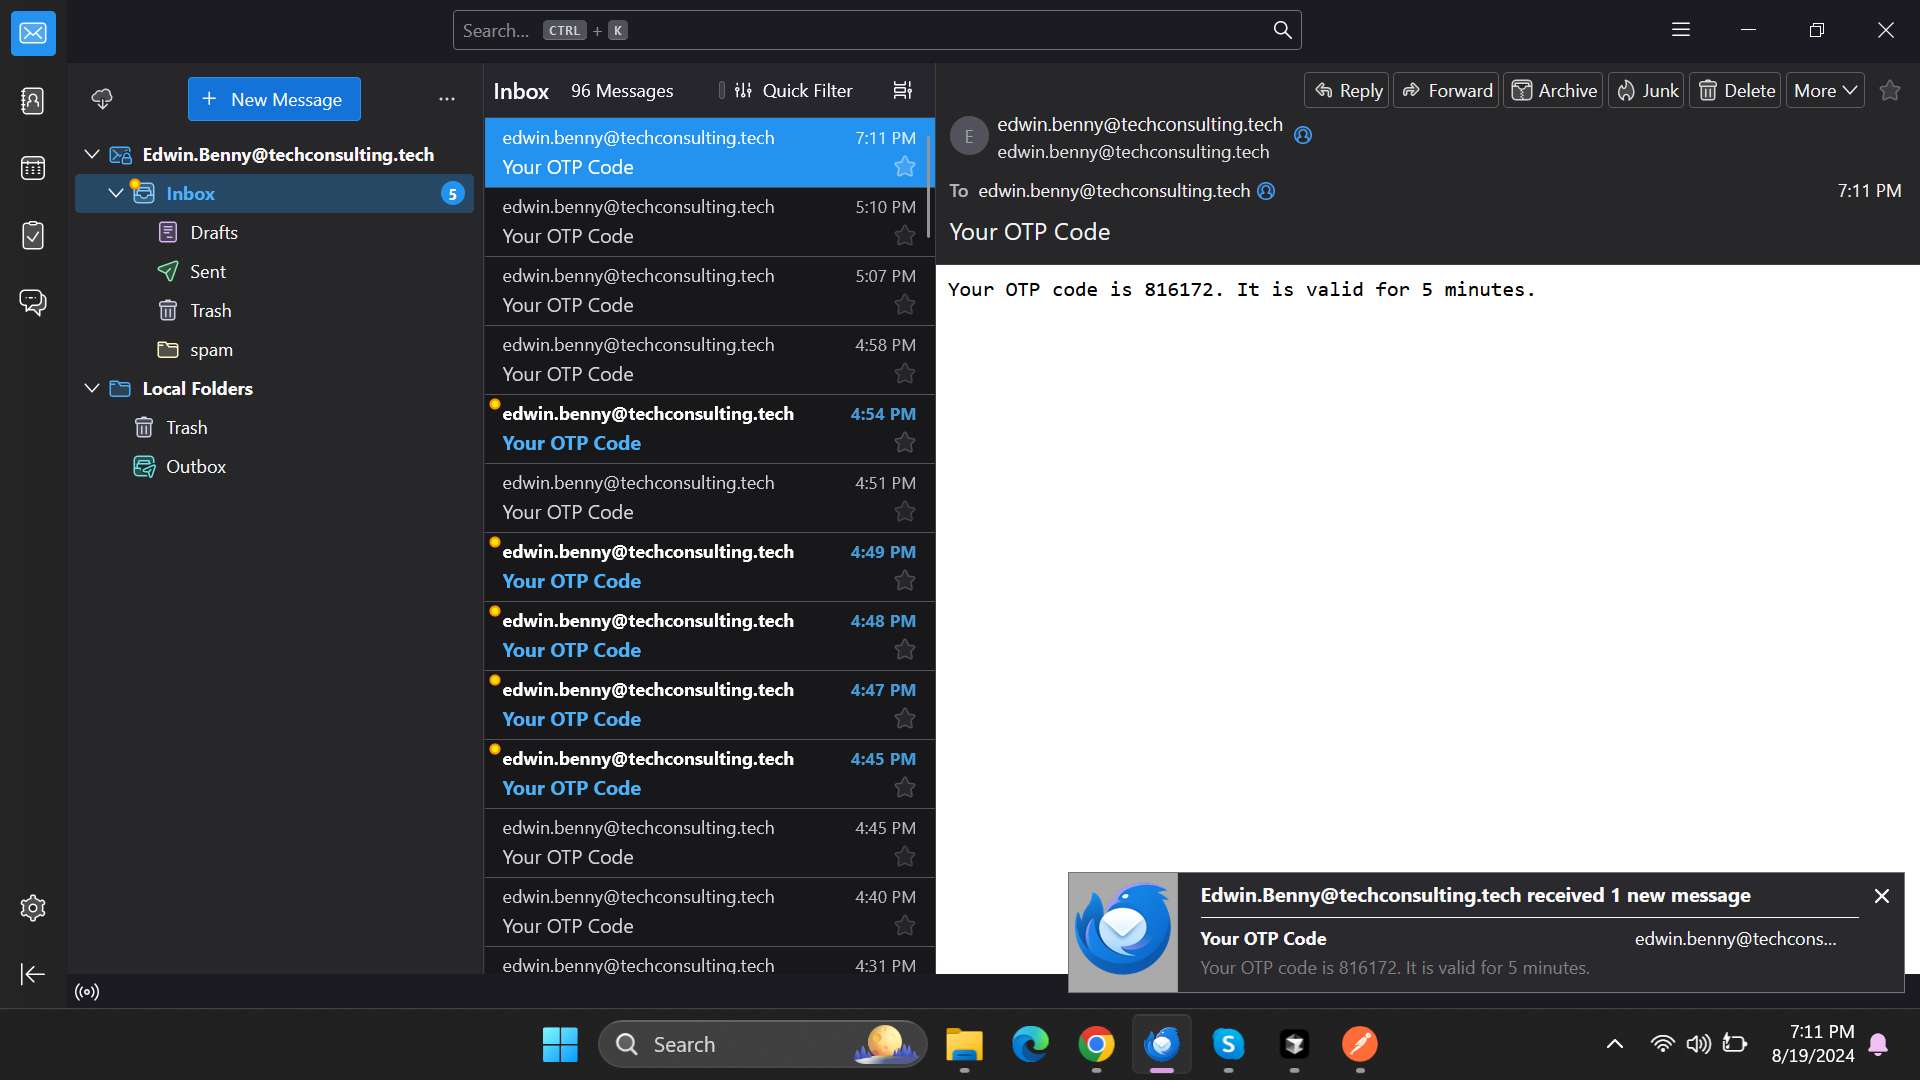 Search... CTRL + K
New Message
Edwin.Benny@techconsulting.tech
Inbox 5
Drafts
Sent
Trash
spam
Local Folders
Trash
Outbox
Inbox 96 Messages Quick Filter
edwin.benny@techconsulting.tech 7:11 PM
Your OTP Code
edwin.benny@techconsulting.tech 5:10 PM
Your OTP Code
edwin.benny@techconsulting.tech 5:07 PM
Your OTP Code
edwin.benny@techconsulting.tech 4:58 PM
Your OTP Code
edwin.benny@techconsulting.tech 4:54 PM
Your OTP Code
edwin.benny@techconsulting.tech 4:51 PM
Your OTP Code
edwin.benny@techconsulting.tech 4:49 PM
Your OTP Code
edwin.benny@techconsulting.tech 4:48 PM
Your OTP Code
edwin.benny@techconsulting.tech 4:47 PM
Your OTP Code
edwin.benny@techconsulting.tech 4:45 PM
Your OTP Code
edwin.benny@techconsulting.tech 4:45 PM
Your OTP Code
edwin.benny@techconsulting.tech 4:40 PM
Your OTP Code
edwin.benny@techconsulting.tech 4:31 PM
Reply Forward Archive Junk Delete More
E
edwin.benny@techconsulting.tech
edwin.benny@techconsulting.tech
To edwin.benny@techconsulting.tech 7:11 PM
Your OTP Code
Your OTP code is 816172. It is valid for 5 minutes.
Edwin.Benny@techconsulting.tech received 1 new message
Your OTP Code edwin.benny@techcons...
Your OTP code is 816172. It is valid for 5 minutes.
Search
S
7:11 PM
8/19/2024